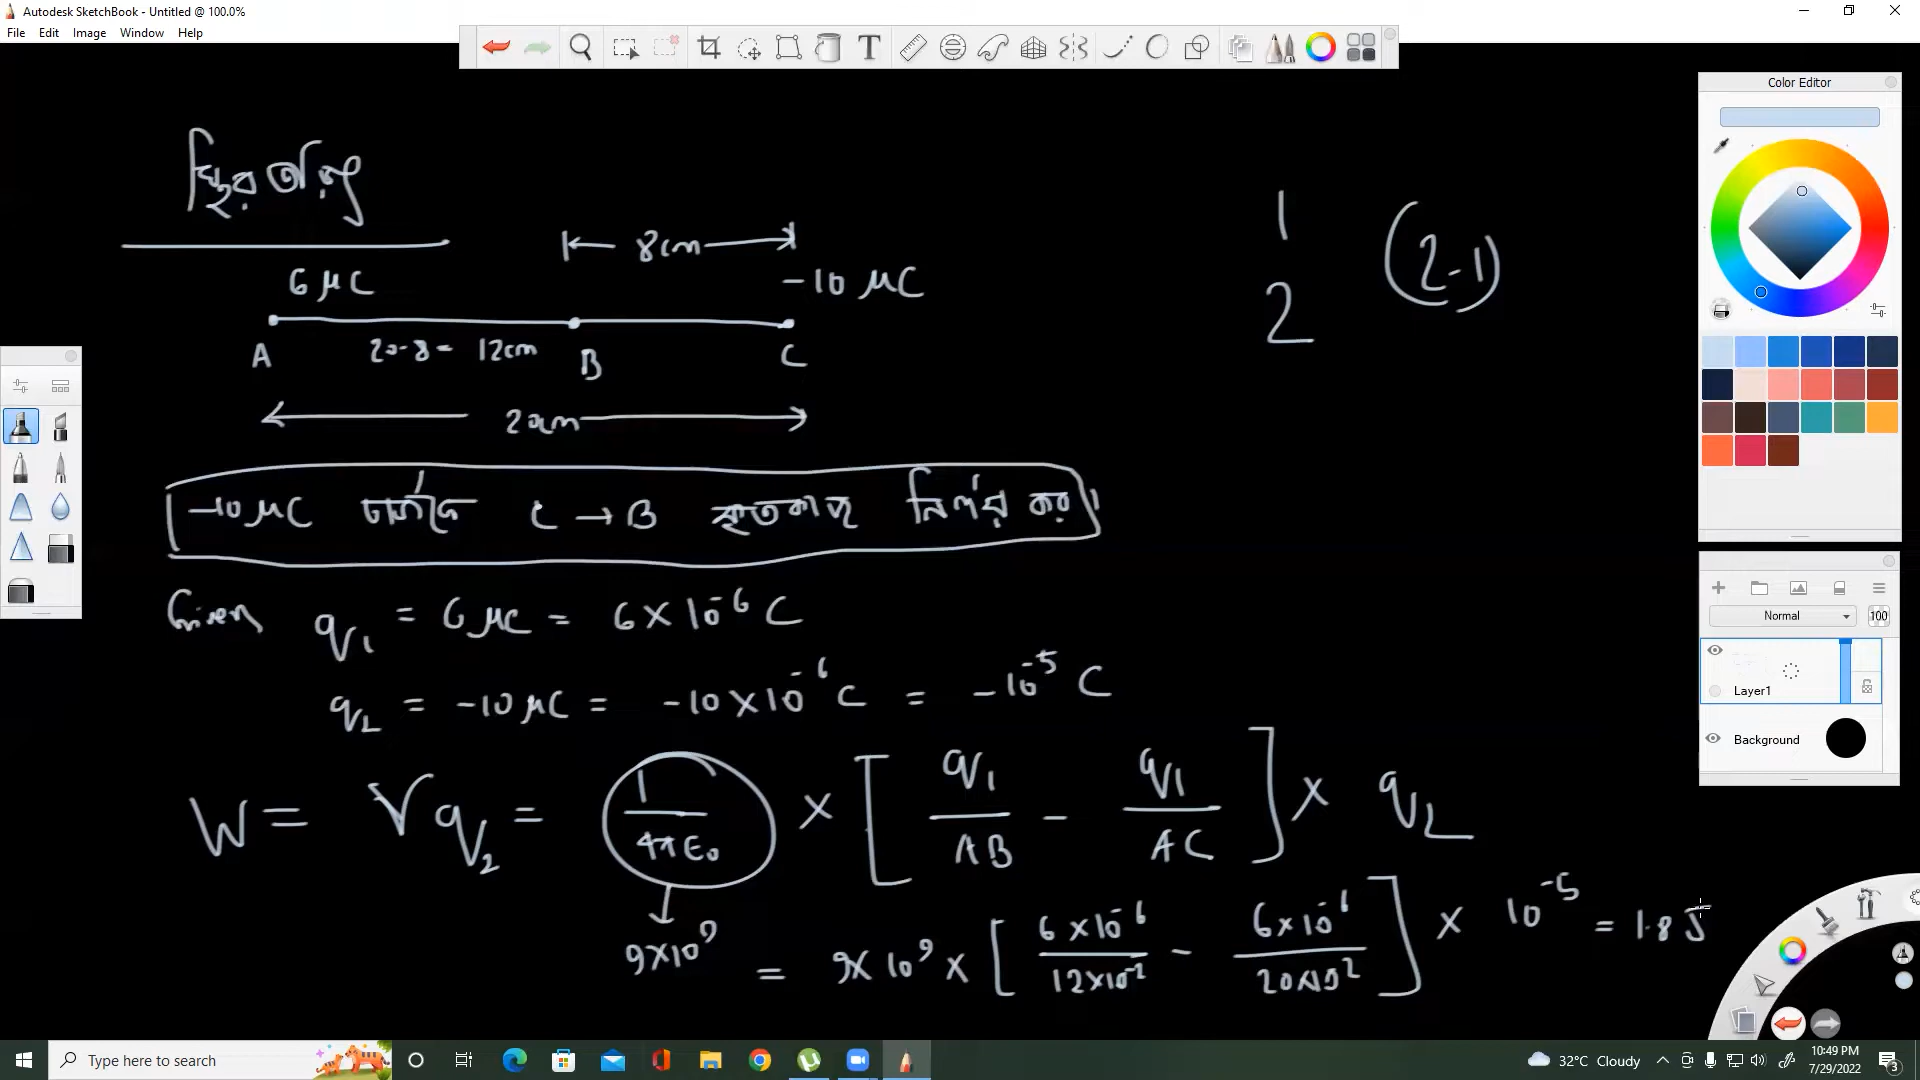 Autodesk SketchBook - Untitled @ 100.0%
File Edit Image Window Help
Color Editor
স্থির তড়িৎ
8cm
6 μC
-10 μC
1
2
(2-1)
A 20-8= 12cm B C
20cm
-10 μC C → B কৃতকাজ নির্ণয় কর
Given q₁ = 6 μC = 6×10⁻⁶ C
q₂ = -10 μC = -10×10⁻⁶ C = -10⁻⁵ C
W = Vq₂ = 1/4πε₀ × [q₁/AB - q₁/AC] × q₂
9×10⁹
= 9×10⁹ × [6×10⁻⁶/12×10⁻² - 6×10⁻⁶/20×10⁻²] × 10⁻⁵ = 1.8 J
Normal
100
Layer1
Background
Type here to search
32°C Cloudy
10:49 PM
7/29/2022
3